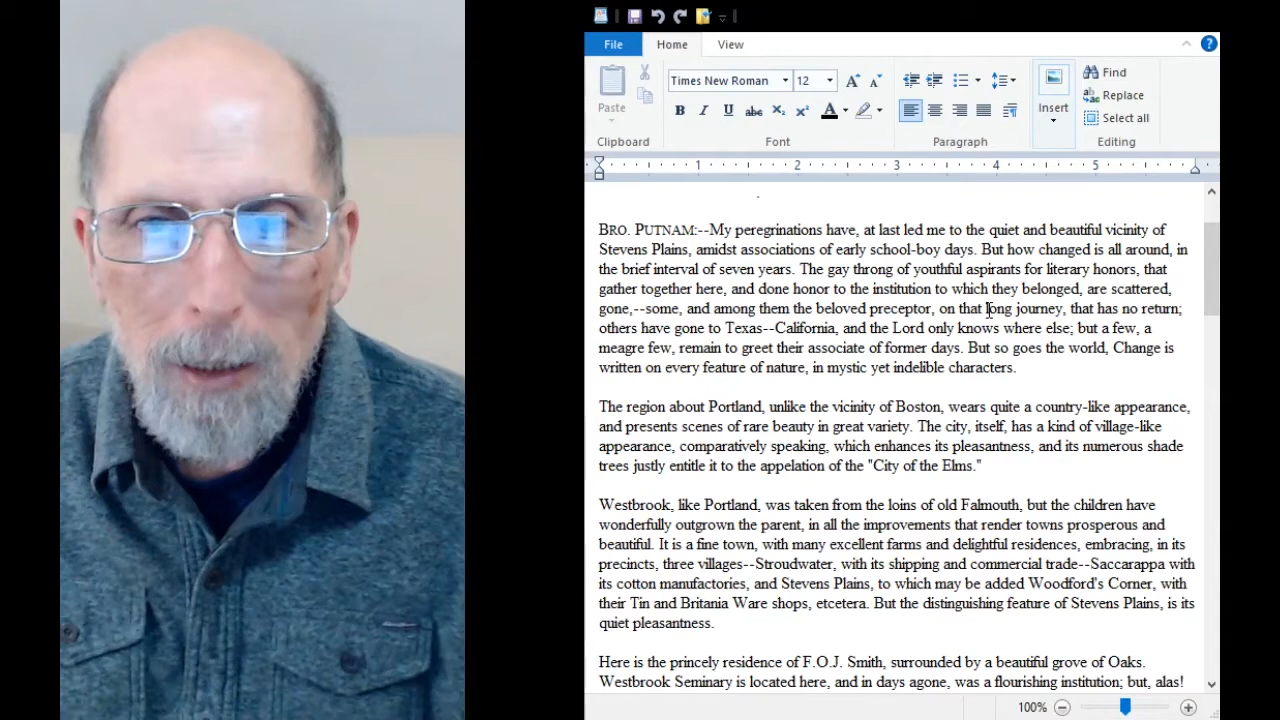 File Home View
Paste
Clipboard
Times New Roman 12
B I U abc X₂ X²
A
Font
Paragraph
Insert
Find
Replace
Select all
Editing
1 2 3 4 5
BRO. PUTNAM:--My peregrinations have, at last led me to the quiet and beautiful vicinity of
Stevens Plains, amidst associations of early school-boy days. But how changed is all around, in
the brief interval of seven years. The gay throng of youthful aspirants for literary honors, that
gather together here, and done honor to the institution to which they belonged, are scattered,
gone,--some, and among them the beloved preceptor, on that long journey, that has no return;
others have gone to Texas--California, and the Lord only knows where else; but a few, a
meagre few, remain to greet their associate of former days. But so goes the world, Change is
written on every feature of nature, in mystic yet indelible characters.
The region about Portland, unlike the vicinity of Boston, wears quite a country-like appearance,
and presents scenes of rare beauty in great variety. The city, itself, has a kind of village-like
appearance, comparatively speaking, which enhances its pleasantness, and its numerous shade
trees justly entitle it to the appelation of the "City of the Elms."
Westbrook, like Portland, was taken from the loins of old Falmouth, but the children have
wonderfully outgrown the parent, in all the improvements that render towns prosperous and
beautiful. It is a fine town, with many excellent farms and delightful residences, embracing, in its
precincts, three villages--Stroudwater, with its shipping and commercial trade--Saccarappa with
its cotton manufactories, and Stevens Plains, to which may be added Woodford's Corner, with
their Tin and Britania Ware shops, etcetera. But the distinguishing feature of Stevens Plains, is its
quiet pleasantness.
Here is the princely residence of F.O.J. Smith, surrounded by a beautiful grove of Oaks.
Westbrook Seminary is located here, and in days agone, was a flourishing institution; but, alas!
100%